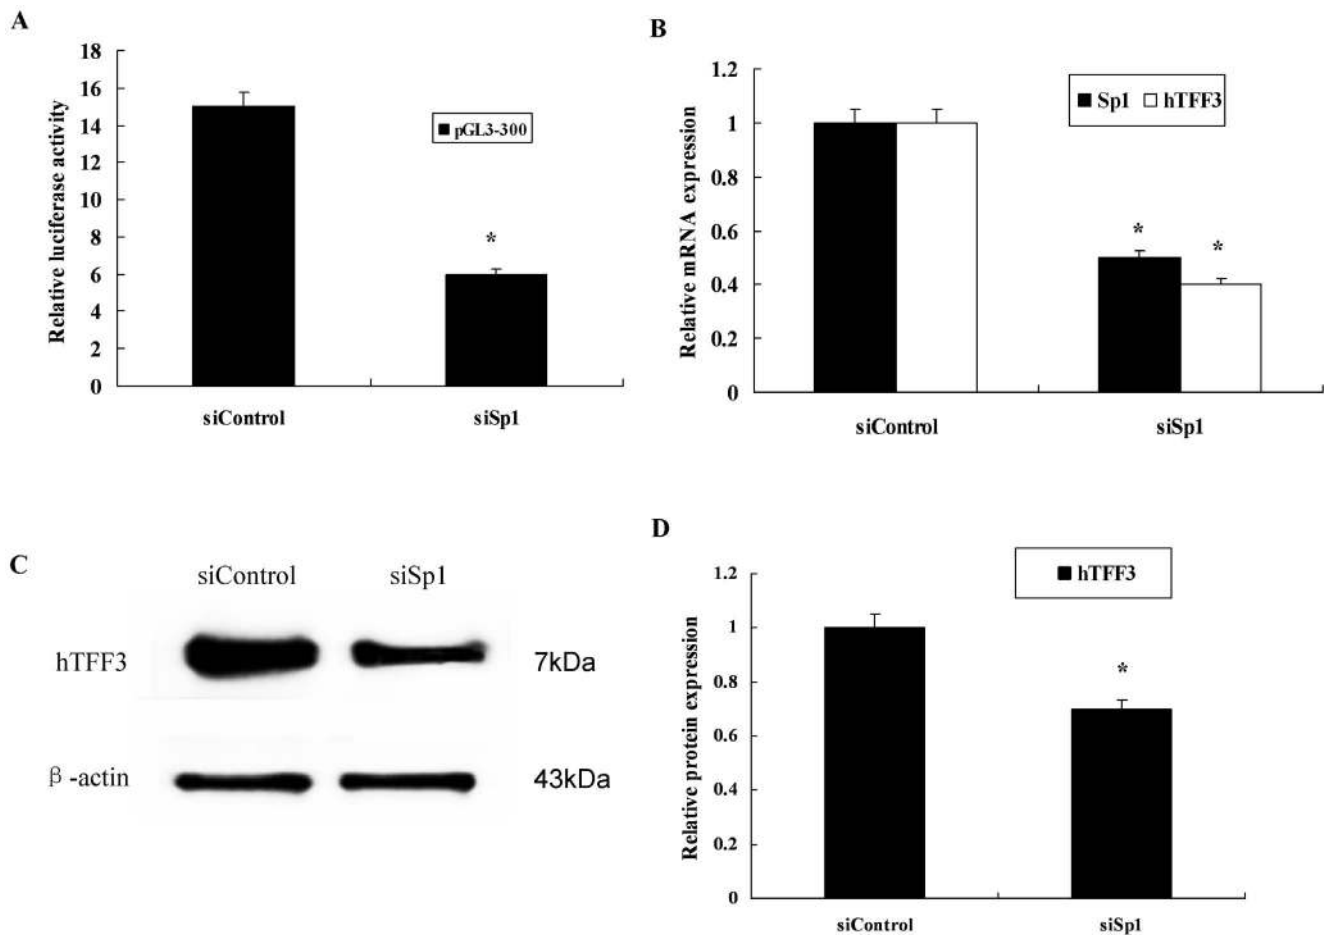 A
18
16
14
12
10
8
6
4
2
0
Relative luciferase activity
pGL3-300
*
siControl siSp1
B
1.2
1
0.8
0.6
0.4
0.2
0
Relative mRNA expression
Sp1 hTFF3
* *
siControl siSp1
C
siControl siSp1
hTFF3 7kDa
β-actin 43kDa
D
1.2
1
0.8
0.6
0.4
0.2
0
Relative protein expression
hTFF3
*
siControl siSp1